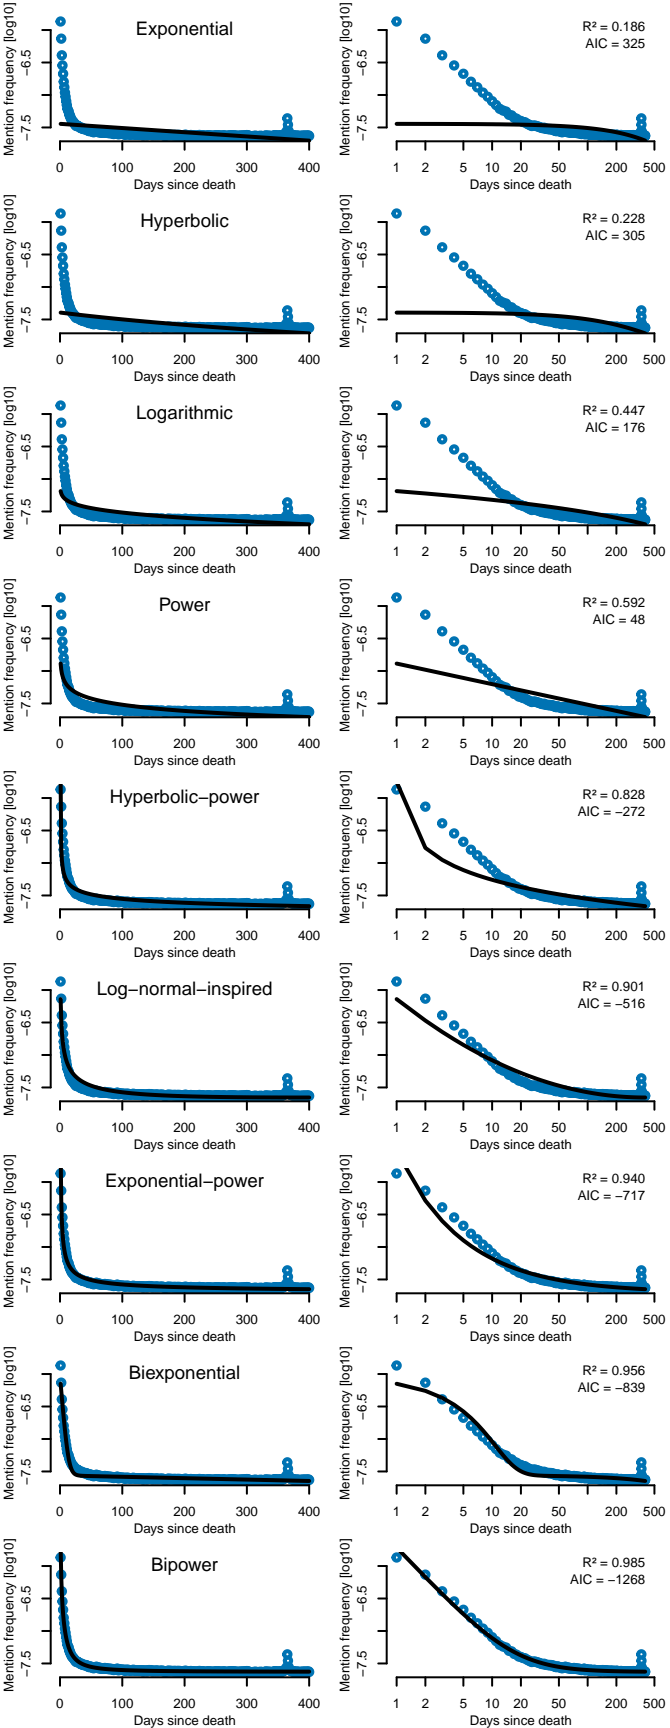 Exponential
R² = 0.186
AIC = 325
Mention frequency [log10]
−6.5
−7.5
0 100 200 300 400
Days since death
Mention frequency [log10]
−6.5
−7.5
1 2 5 10 20 50 200 500
Days since death
Hyperbolic
R² = 0.228
AIC = 305
Mention frequency [log10]
−6.5
−7.5
0 100 200 300 400
Days since death
Mention frequency [log10]
−6.5
−7.5
1 2 5 10 20 50 200 500
Days since death
Logarithmic
R² = 0.447
AIC = 176
Mention frequency [log10]
−6.5
−7.5
0 100 200 300 400
Days since death
Mention frequency [log10]
−6.5
−7.5
1 2 5 10 20 50 200 500
Days since death
Power
R² = 0.592
AIC = 48
Mention frequency [log10]
−6.5
−7.5
0 100 200 300 400
Days since death
Mention frequency [log10]
−6.5
−7.5
1 2 5 10 20 50 200 500
Days since death
Hyperbolic−power
R² = 0.828
AIC = −272
Mention frequency [log10]
−6.5
−7.5
0 100 200 300 400
Days since death
Mention frequency [log10]
−6.5
−7.5
1 2 5 10 20 50 200 500
Days since death
Log−normal−inspired
R² = 0.901
AIC = −516
Mention frequency [log10]
−6.5
−7.5
0 100 200 300 400
Days since death
Mention frequency [log10]
−6.5
−7.5
1 2 5 10 20 50 200 500
Days since death
Exponential−power
R² = 0.940
AIC = −717
Mention frequency [log10]
−6.5
−7.5
0 100 200 300 400
Days since death
Mention frequency [log10]
−6.5
−7.5
1 2 5 10 20 50 200 500
Days since death
Biexponential
R² = 0.956
AIC = −839
Mention frequency [log10]
−6.5
−7.5
0 100 200 300 400
Days since death
Mention frequency [log10]
−6.5
−7.5
1 2 5 10 20 50 200 500
Days since death
Bipower
R² = 0.985
AIC = −1268
Mention frequency [log10]
−6.5
−7.5
0 100 200 300 400
Days since death
Mention frequency [log10]
−6.5
−7.5
1 2 5 10 20 50 200 500
Days since death